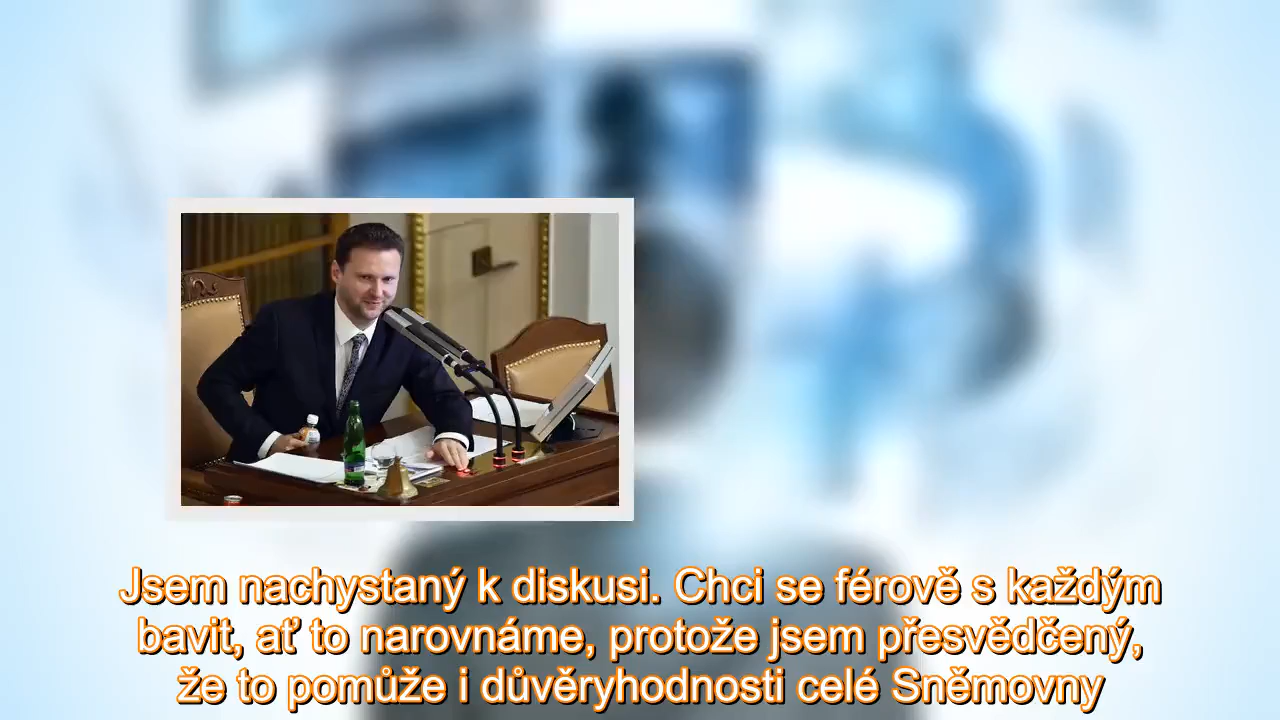 Jsem nachystaný k diskusi. Chci se férově s každým
bavit, ať to narovnáme, protože jsem přesvědčený,
že to pomůže i důvěryhodnosti celé Sněmovny